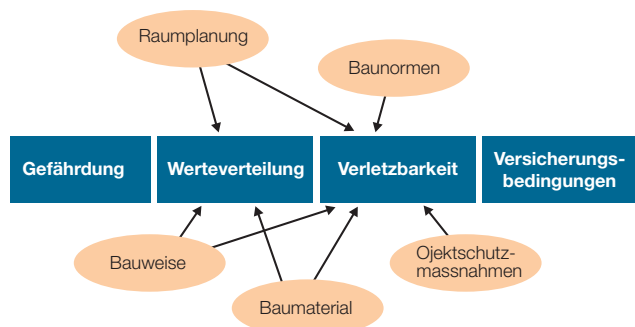 Raumplanung
Baunormen
Gefährdung
Werteverteilung
Verletzbarkeit
Versicherungs-
bedingungen
Bauweise
Ojektschutz-
massnahmen
Baumaterial